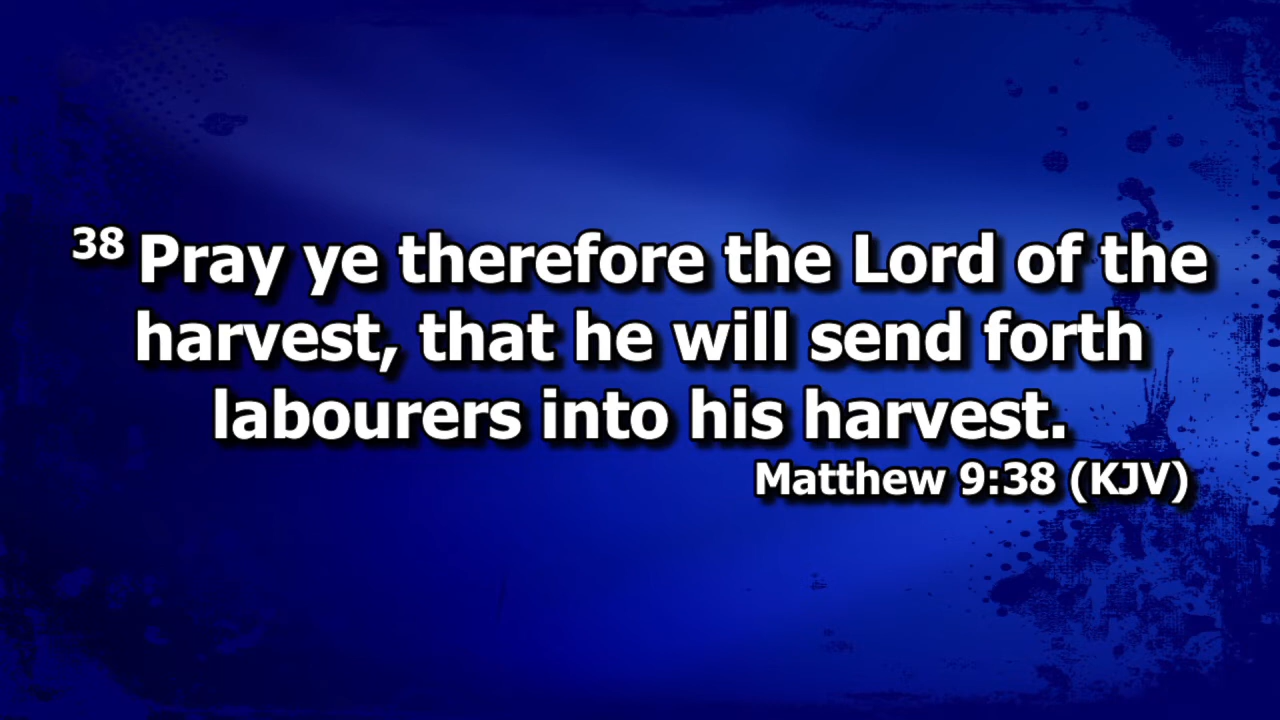 38 Pray ye therefore the Lord of the
harvest, that he will send forth
labourers into his harvest.
Matthew 9:38 (KJV)